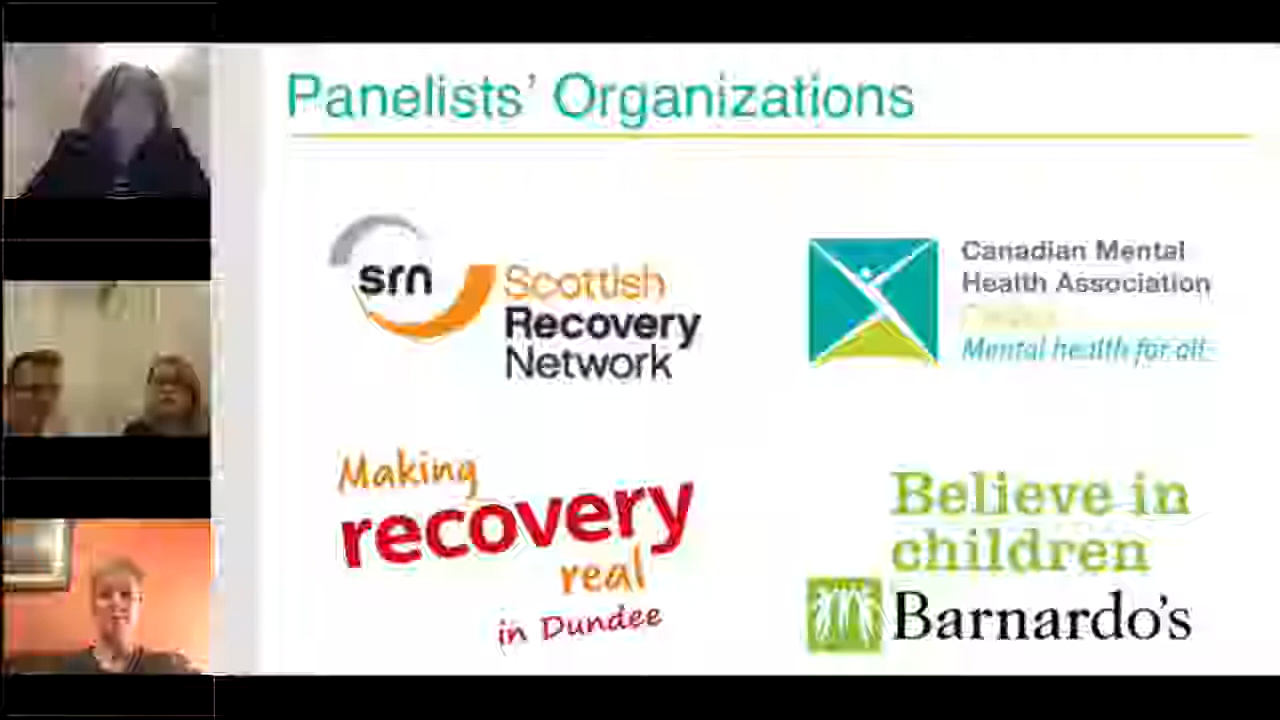 Panelists' Organizations
srn
Scottish
Recovery
Network
Canadian Mental
Health Association
Mental health for all
Making
recovery
real
in Dundee
Believe in
children
Barnardo's